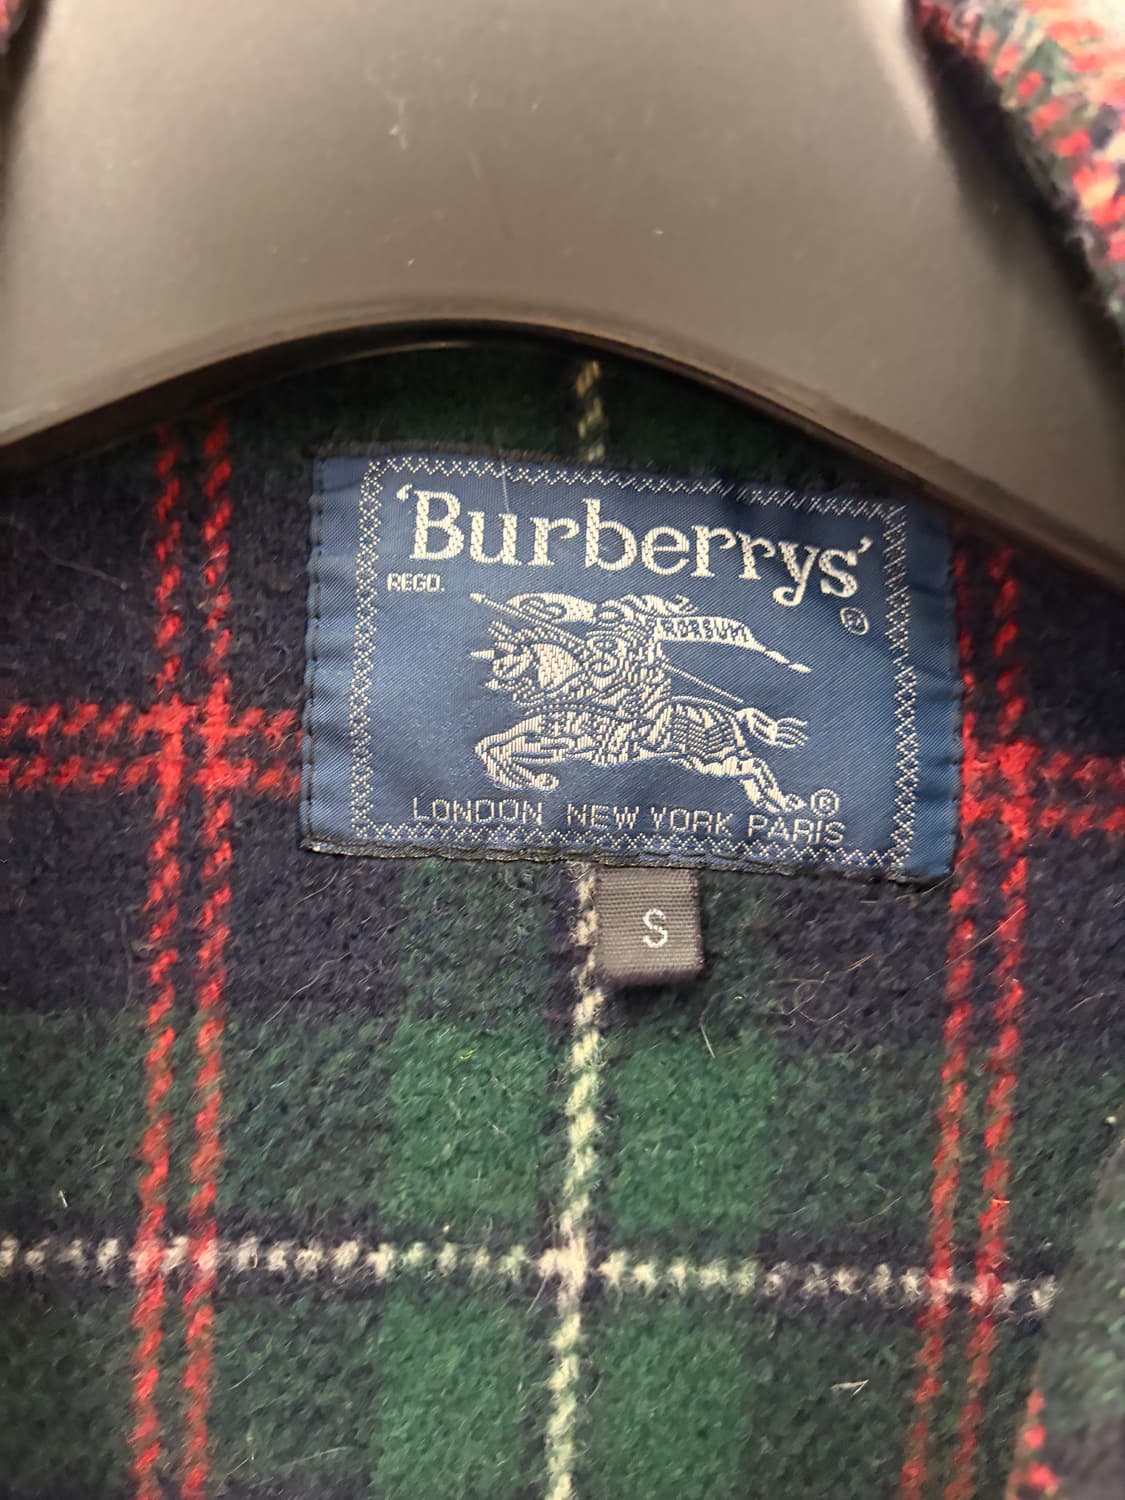 'Burberrys'
®
REGD.
PRORSUM
®
LONDON NEW YORK PARIS
S